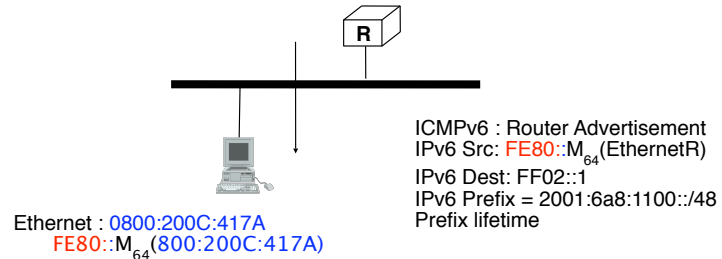 R
ICMPv6 : Router Advertisement
IPv6 Src: FE80::M64(EthernetR)
IPv6 Dest: FF02::1
IPv6 Prefix = 2001:6a8:1100::/48
Prefix lifetime
Ethernet : 0800:200C:417A
FE80::M64(800:200C:417A)